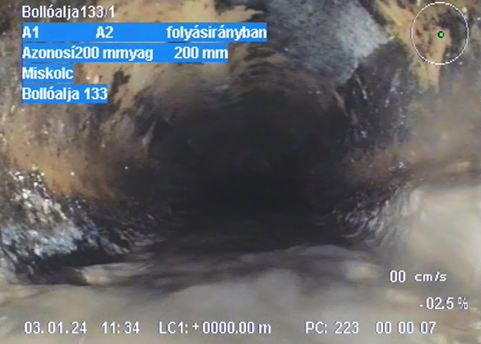 Bollóalja133/1
A1 A2 folyásirányban
Azonosí200 mmyag 200 mm
Miskolc
Bollóalja 133
00 cm/s
-02.5 %
03.01.24 11:34 LC1: +0000.00 m PC: 223 00 00 07